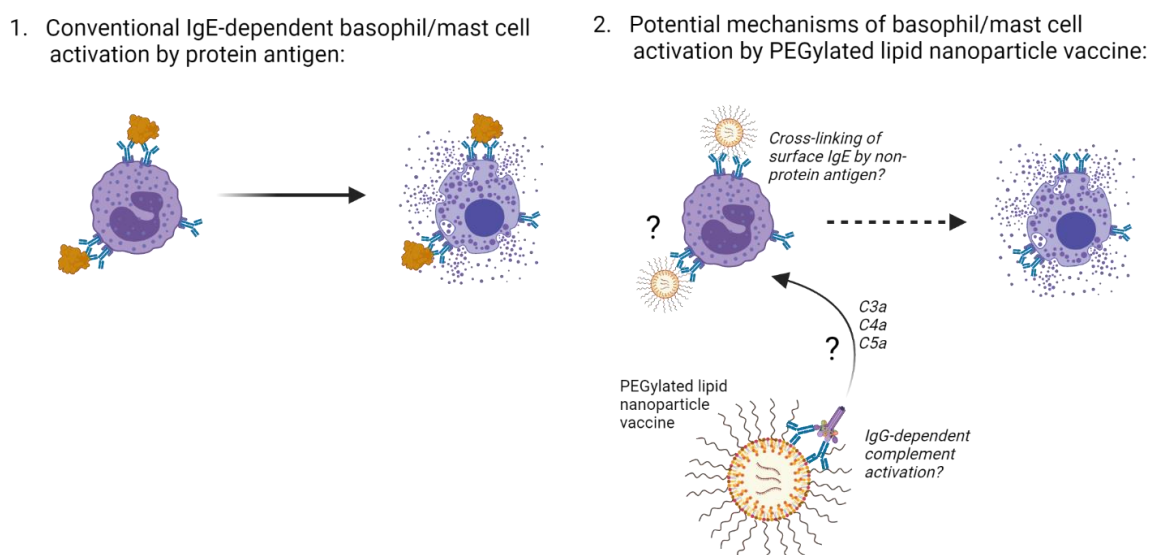 1. Conventional IgE-dependent basophil/mast cell
activation by protein antigen:
2. Potential mechanisms of basophil/mast cell
activation by PEGylated lipid nanoparticle vaccine:
Cross-linking of
surface IgE by non-
protein antigen?
?
C3a
C4a
C5a
?
PEGylated lipid
nanoparticle
vaccine
IgG-dependent
complement
activation?